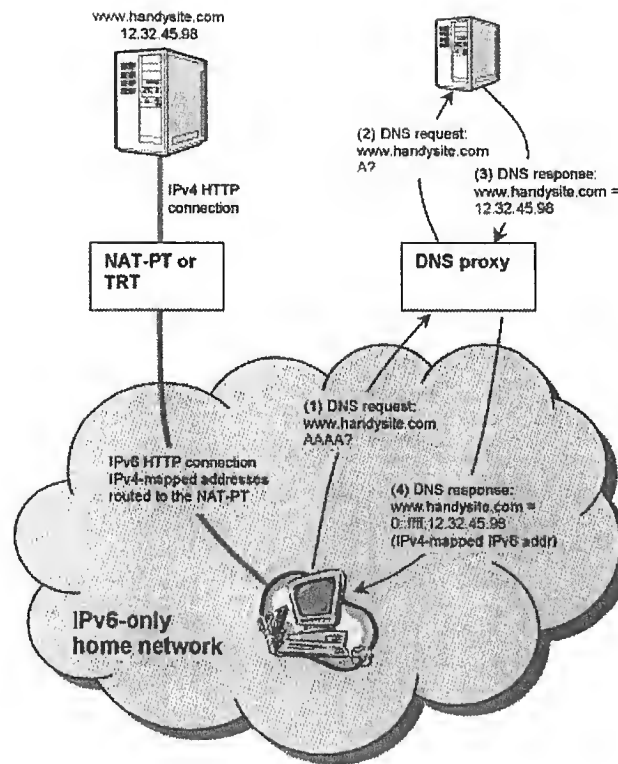 www.handysite.com
12.32.45.98
(2) DNS request:
www.handysite.com
A?
(3) DNS response:
www.handysite.com =
12.32.45.98
IPv4 HTTP
connection
NAT-PT or
TRT
DNS proxy
(1) DNS request:
www.handysite.com
AAAA?
IPv6 HTTP connection
IPv4-mapped addresses
routed to the NAT-PT
(4) DNS response:
www.handysite.com =
0::ffff:12.32.45.98
(IPv4-mapped IPv6 addr)
IPv6-only
home network